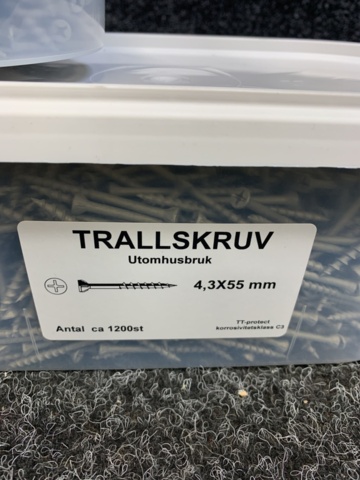 TRALLSKRUV
Utomhusbruk
4,3X55 mm
TT-protect
korrosivitetsklass C3
Antal ca 1200st